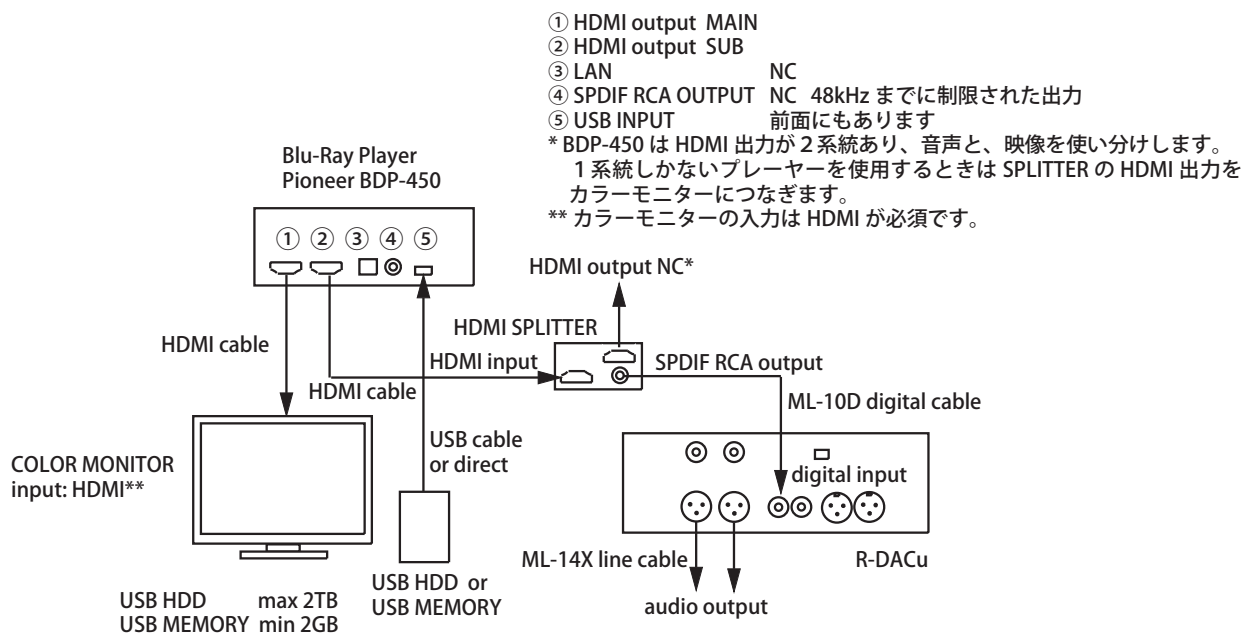 ① HDMI output MAIN
② HDMI output SUB
③ LAN NC
④ SPDIF RCA OUTPUT NC 48kHz までに制限された出力
⑤ USB INPUT 前面にもあります
* BDP-450 は HDMI 出力が2系統あり、音声と、映像を使い分けします。
1系統しかないプレーヤーを使用するときは SPLITTER の HDMI 出力を
カラーモニターにつなぎます。
** カラーモニターの入力は HDMI が必須です。
Blu-Ray Player
Pioneer BDP-450
① ② ③ ④ ⑤
HDMI output NC*
HDMI SPLITTER
HDMI cable
HDMI input
SPDIF RCA output
HDMI cable
ML-10D digital cable
USB cable
or direct
COLOR MONITOR
input: HDMI**
digital input
ML-14X line cable
R-DACu
USB HDD or
USB MEMORY
audio output
USB HDD max 2TB
USB MEMORY min 2GB